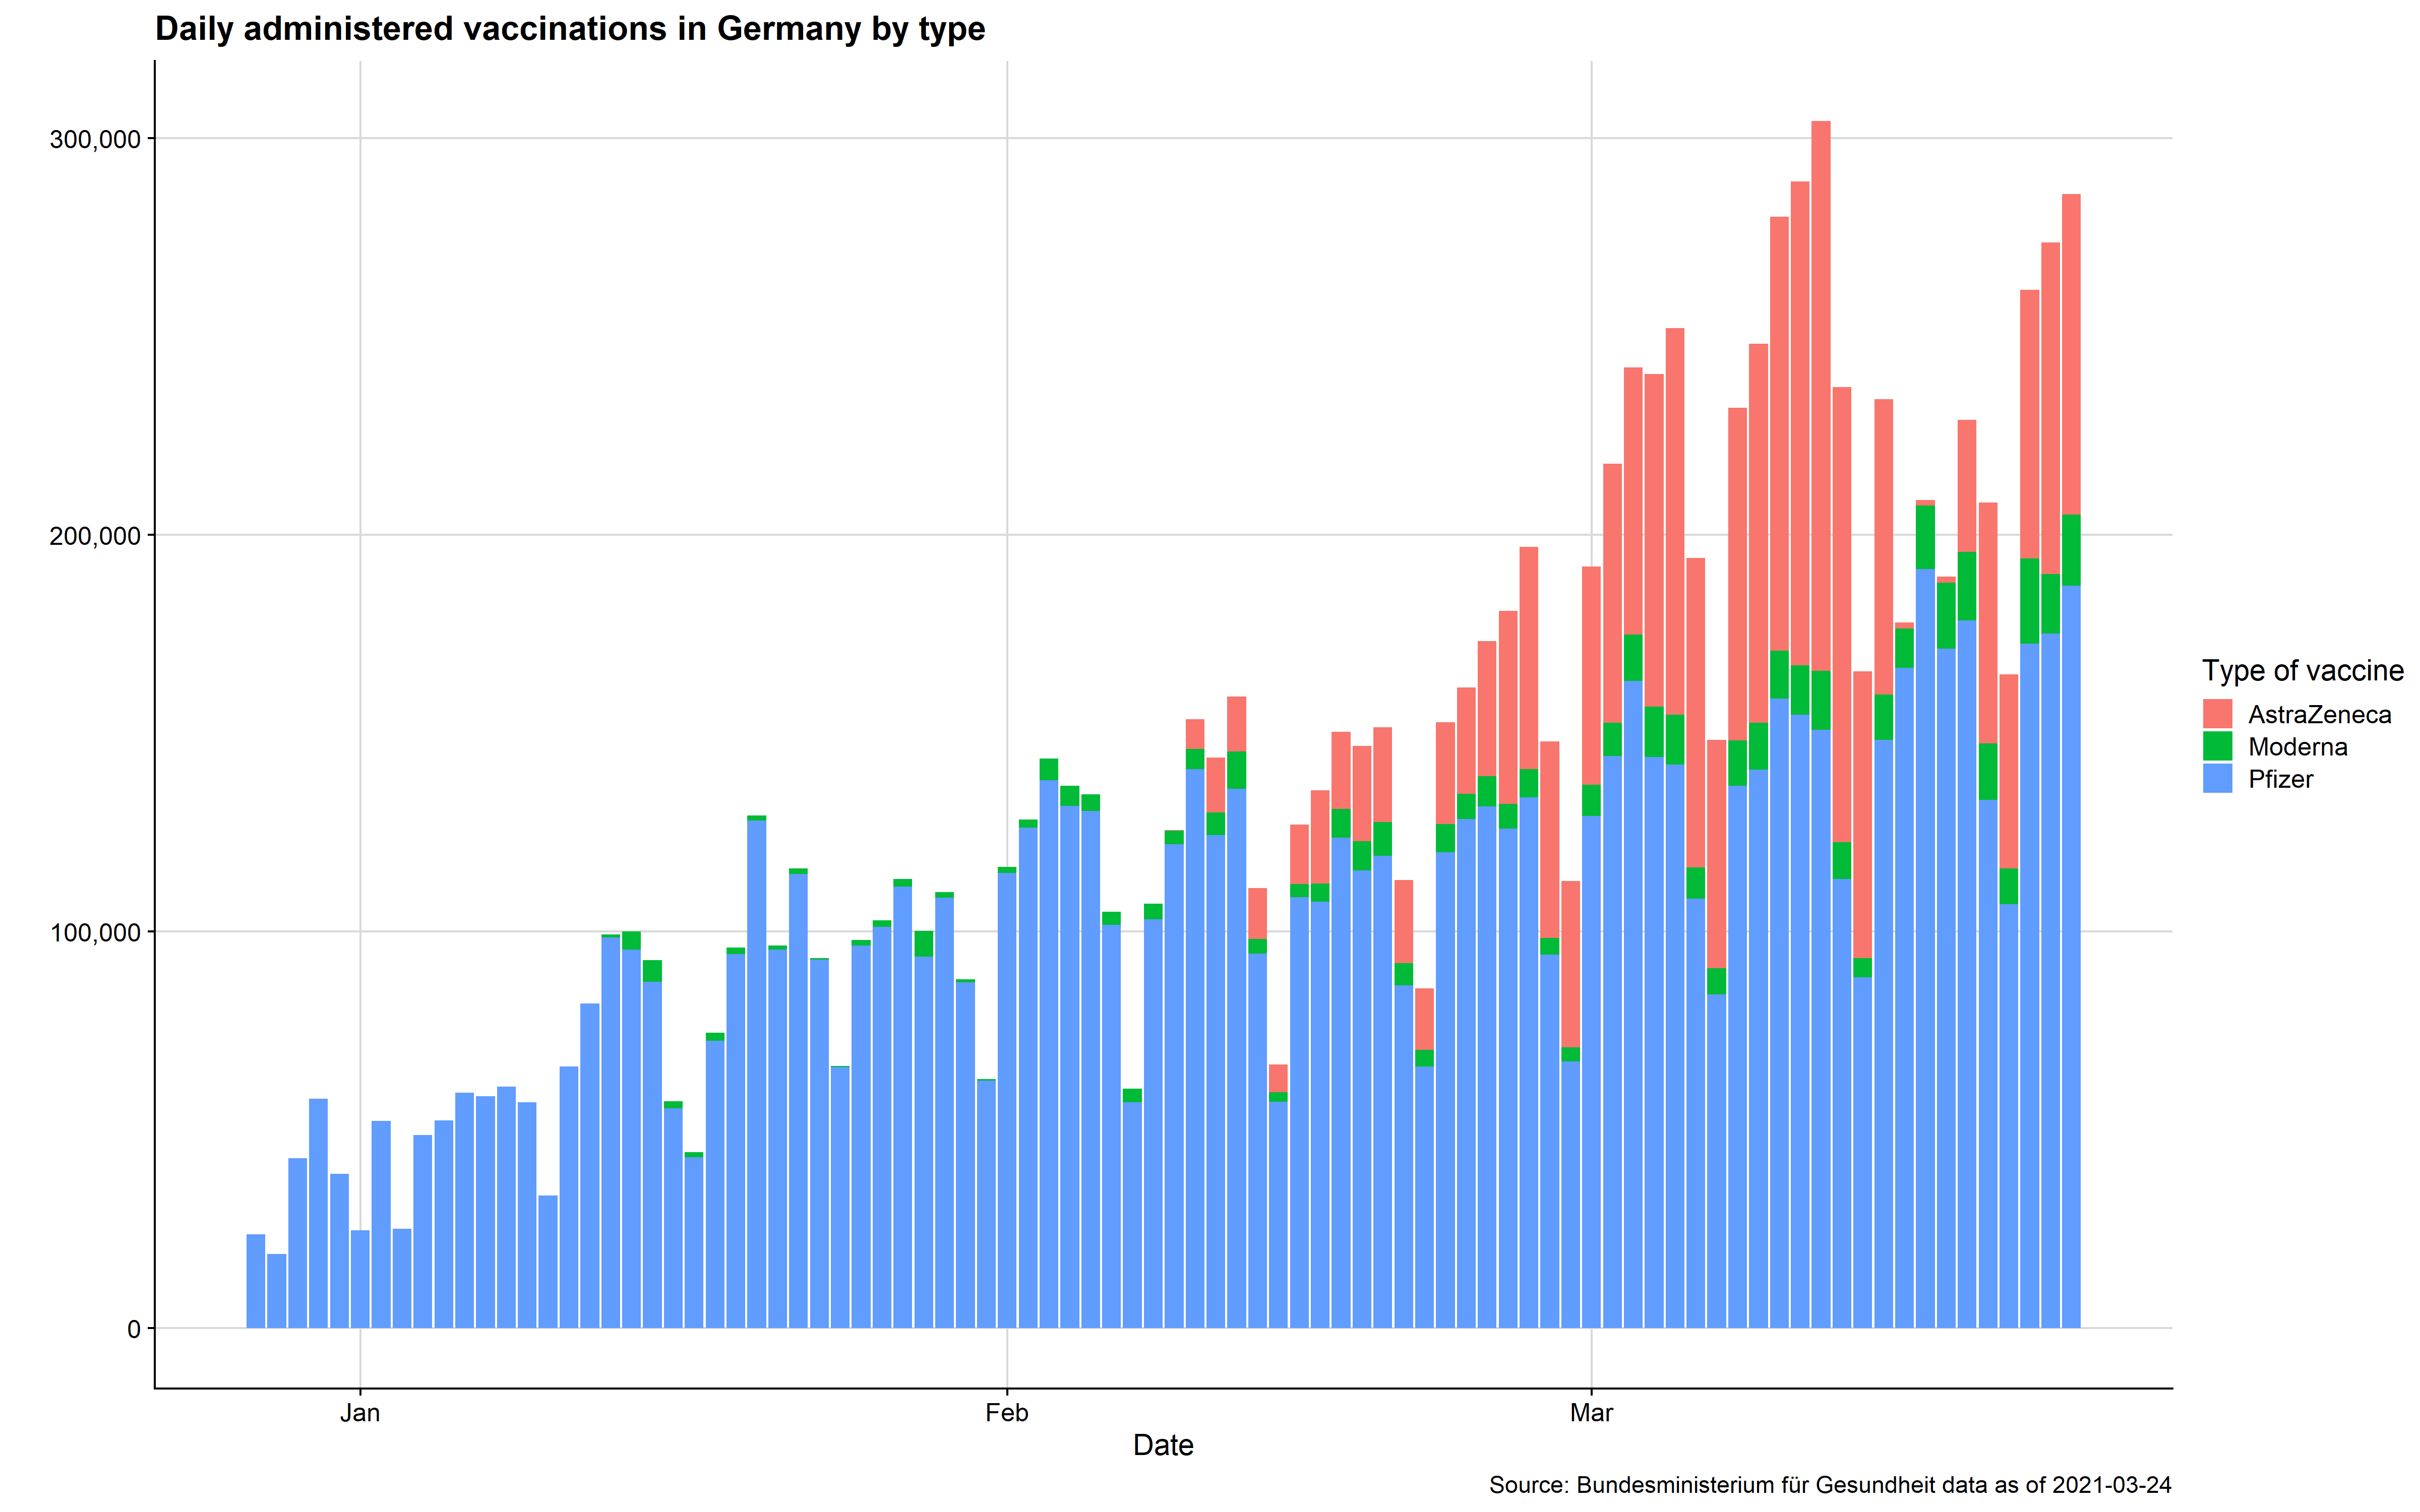 Daily administered vaccinations in Germany by type
300,000
200,000
100,000
0
Jan
Feb
Mar
Date
Type of vaccine
AstraZeneca
Moderna
Pfizer
Source: Bundesministerium für Gesundheit data as of 2021-03-24